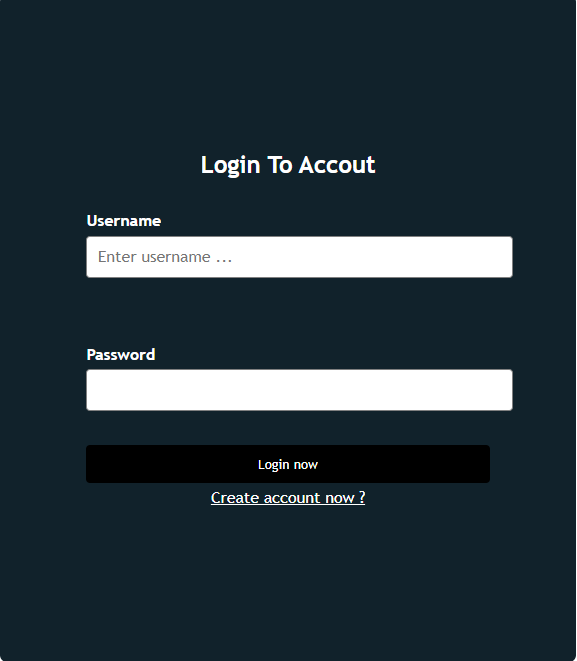 Login To Accout
Username
Enter username ...
Password
Login now
Create account now ?